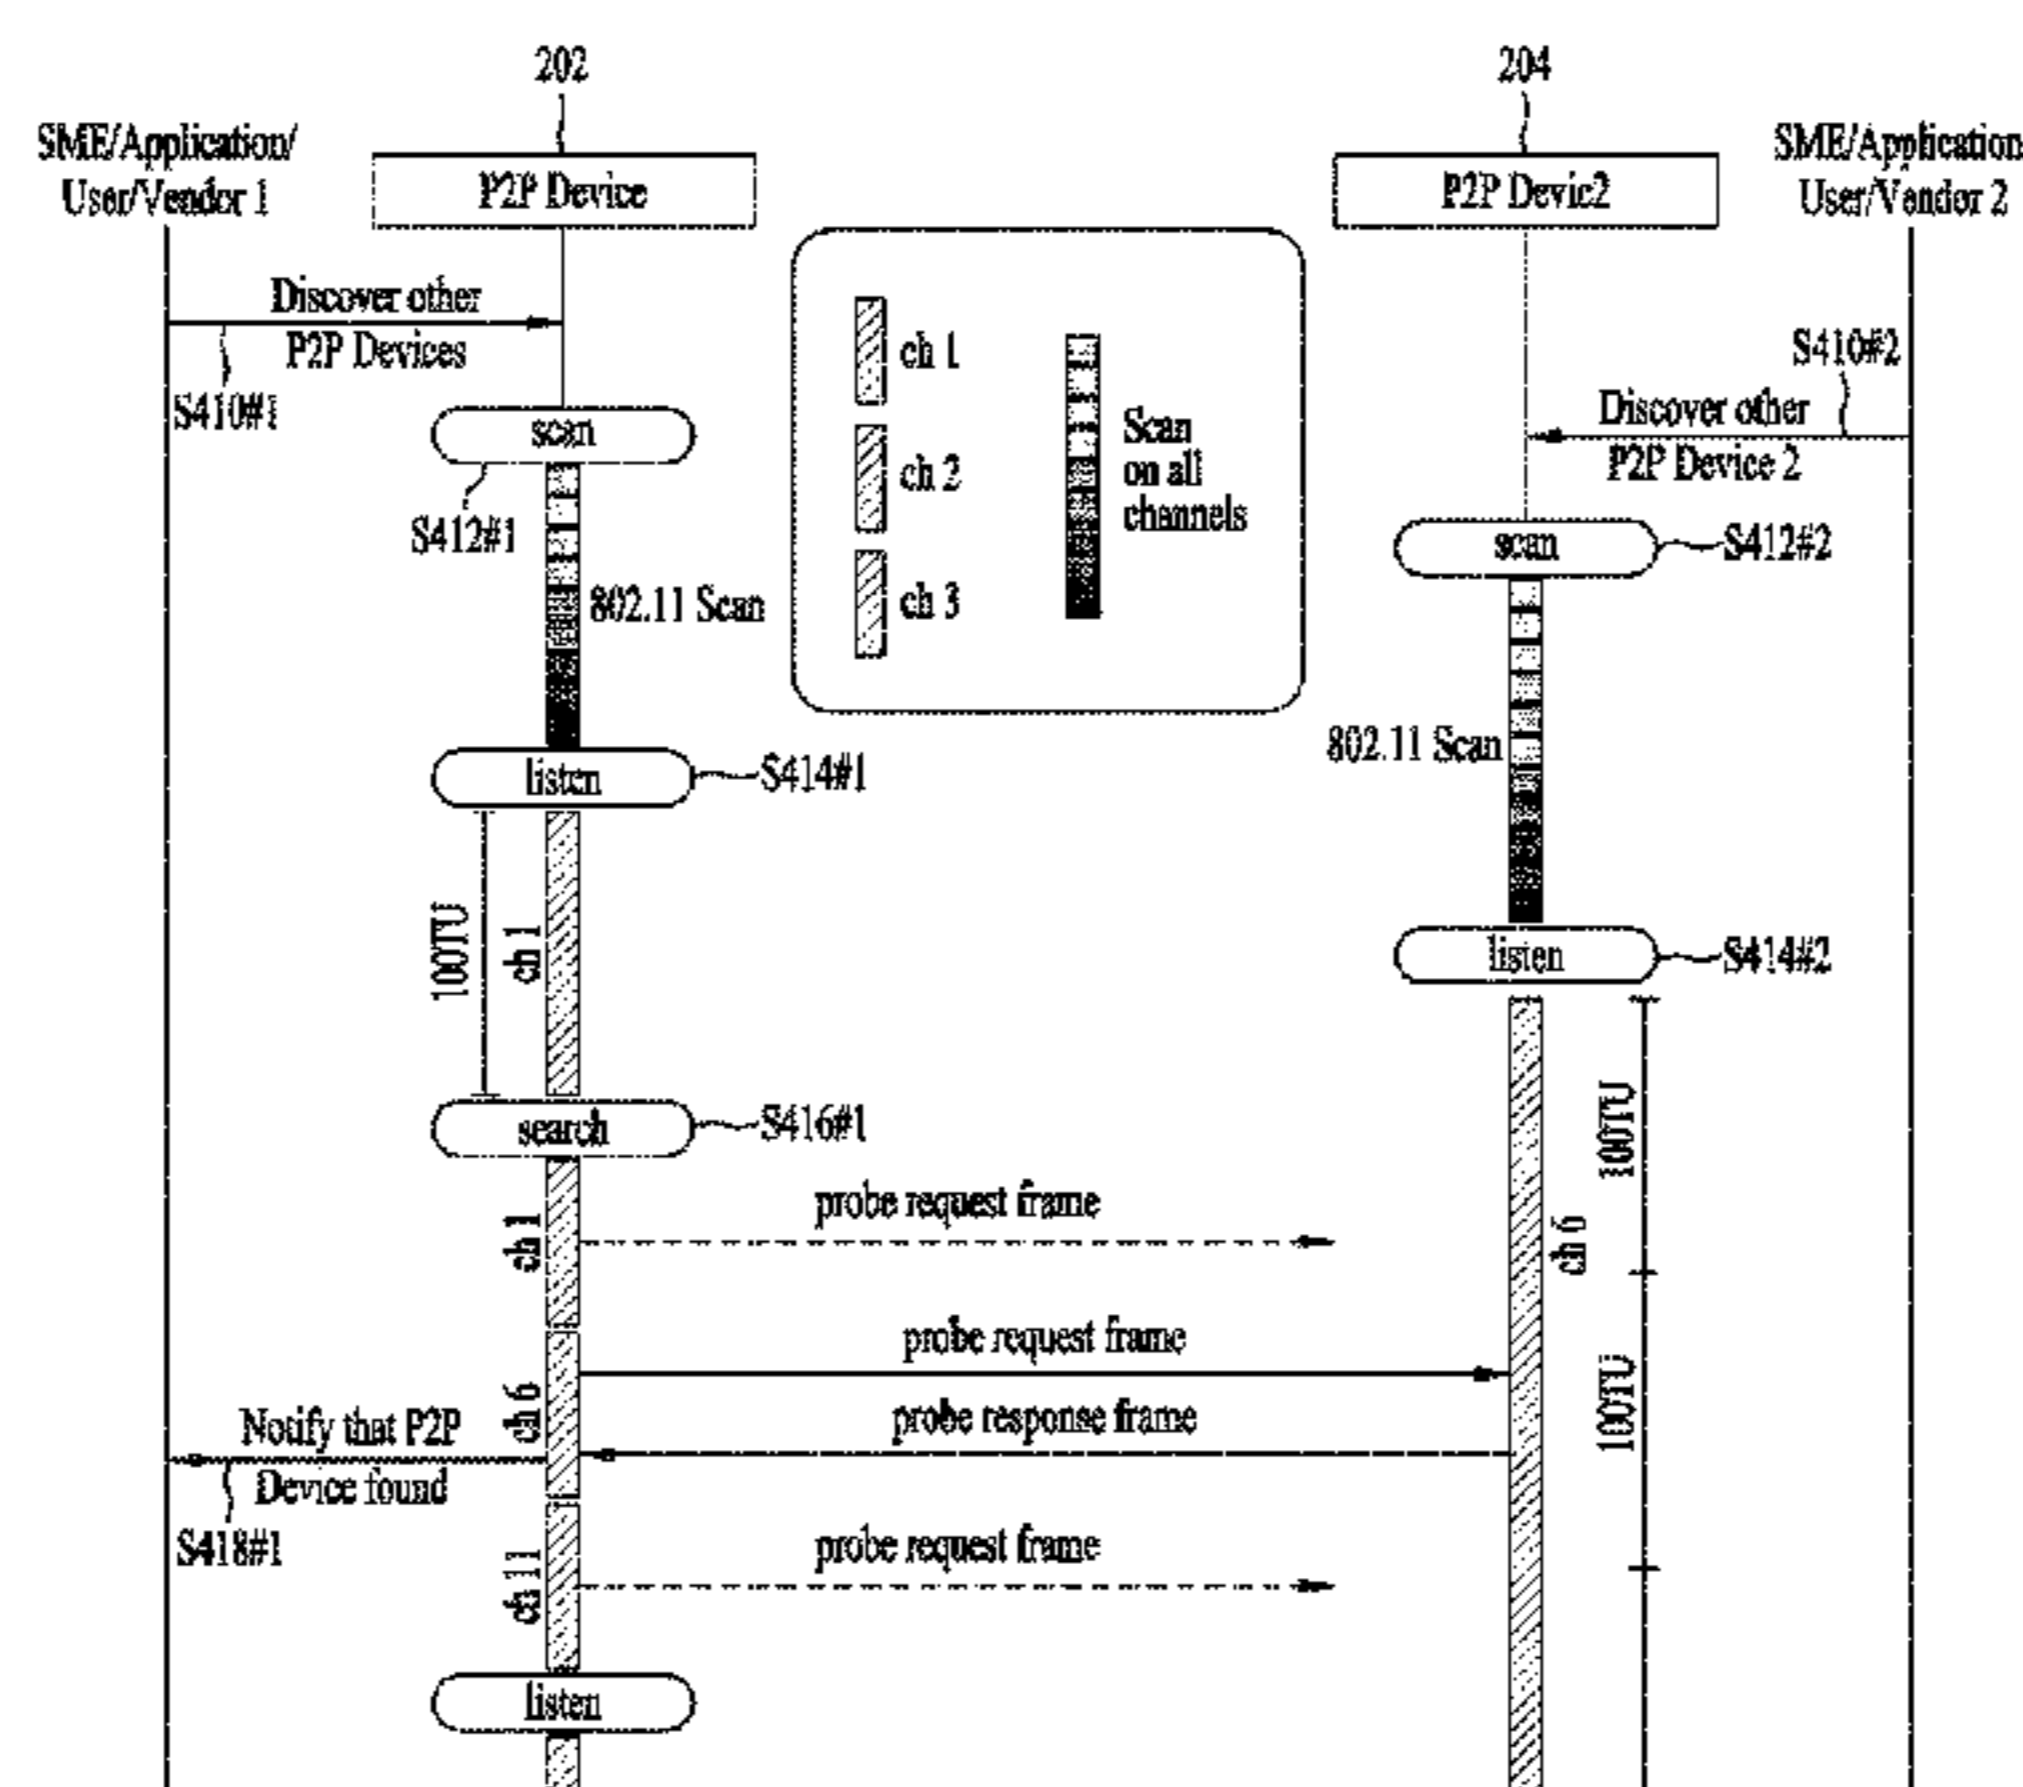 202
204
SME/Application/
User/Vendor 1
P2P Device
P2P Devic2
SME/Application
User/Vendor 2
Discover other
P2P Devices
S410#1
ch 1
ch 2
ch 3
Scan
on all
channels
S410#2
Discover other
P2P Device 2
scan
S412#1
802.11 Scan
scan
S412#2
802.11 Scan
listen
S414#1
100TU
ch 1
listen
S414#2
search
S416#1
100TU
ch 6
100TU
ch 1
probe request frame
ch 6
probe request frame
probe response frame
Notify that P2P
Device found
S418#1
ch 11
probe request frame
listen